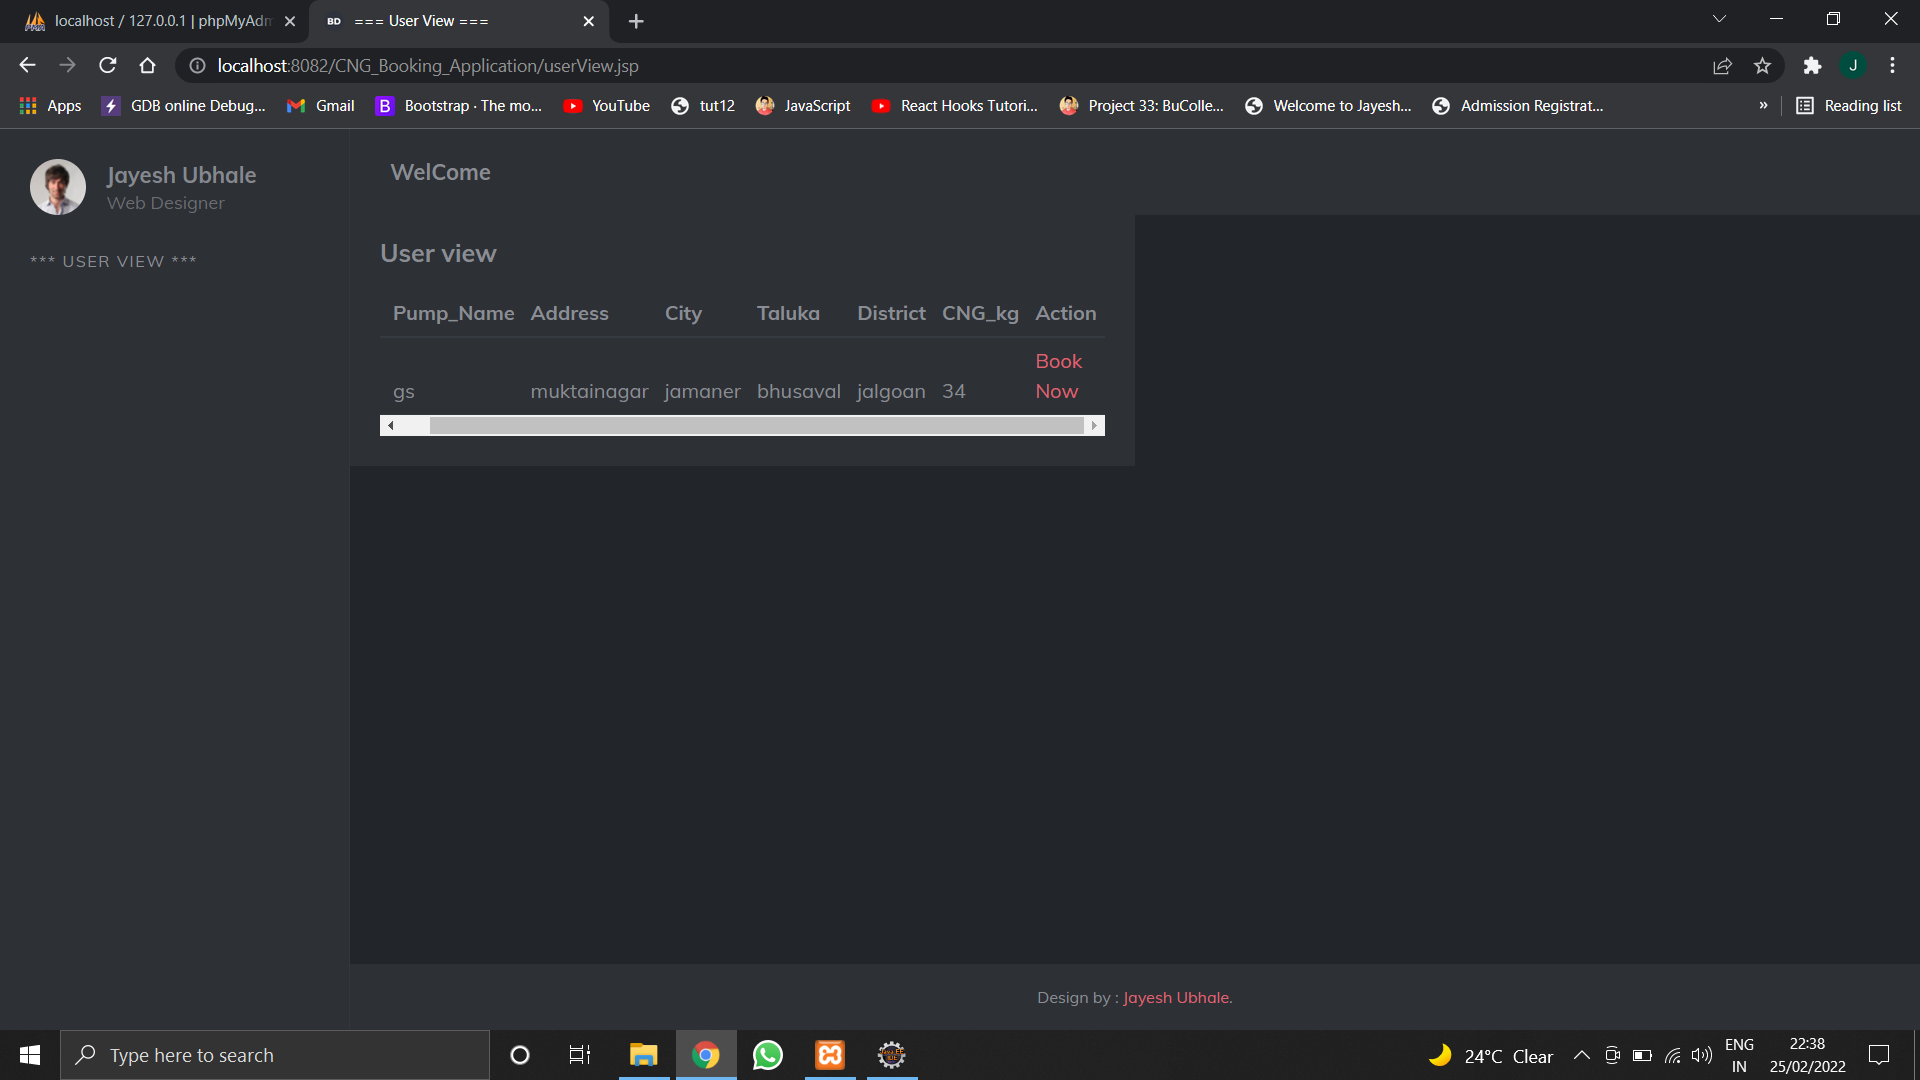 localhost / 127.0.0.1 | phpMyAdm
BD === User View ===
localhost:8082/CNG_Booking_Application/userView.jsp
J
Apps GDB online Debug... Gmail B Bootstrap · The mo... YouTube tut12 JavaScript React Hooks Tutori... Project 33: BuColle... Welcome to Jayesh... Admission Registrat... » Reading list
Jayesh Ubhale
Web Designer
*** USER VIEW ***
WelCome
User view
Pump_Name Address City Taluka District CNG_kg Action
gs muktainagar jamaner bhusaval jalgoan 34 Book
Now
Design by : Jayesh Ubhale.
Type here to search
24°C Clear
ENG
IN
22:38
25/02/2022